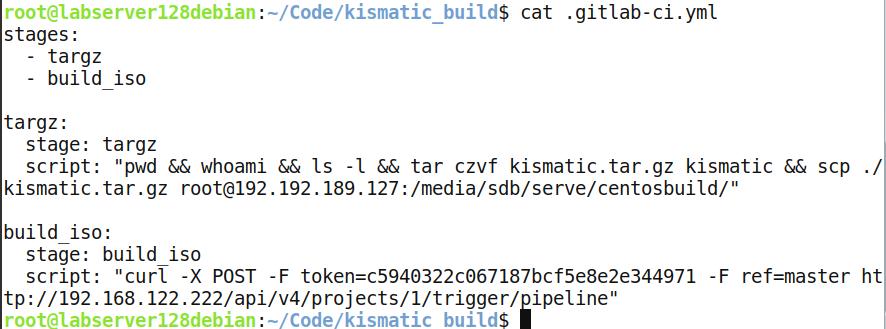 root@labserver128debian:~/Code/kismatic_build$ cat .gitlab-ci.yml
stages:
  - targz
  - build_iso

targz:
  stage: targz
  script: "pwd && whoami && ls -l && tar czvf kismatic.tar.gz kismatic && scp ./
kismatic.tar.gz root@192.192.189.127:/media/sdb/serve/centosbuild/"

build_iso:
  stage: build_iso
  script: "curl -X POST -F token=c5940322c067187bcf5e8e2e344971 -F ref=master ht
tp://192.168.122.222/api/v4/projects/1/trigger/pipeline"
root@labserver128debian:~/Code/kismatic_build$